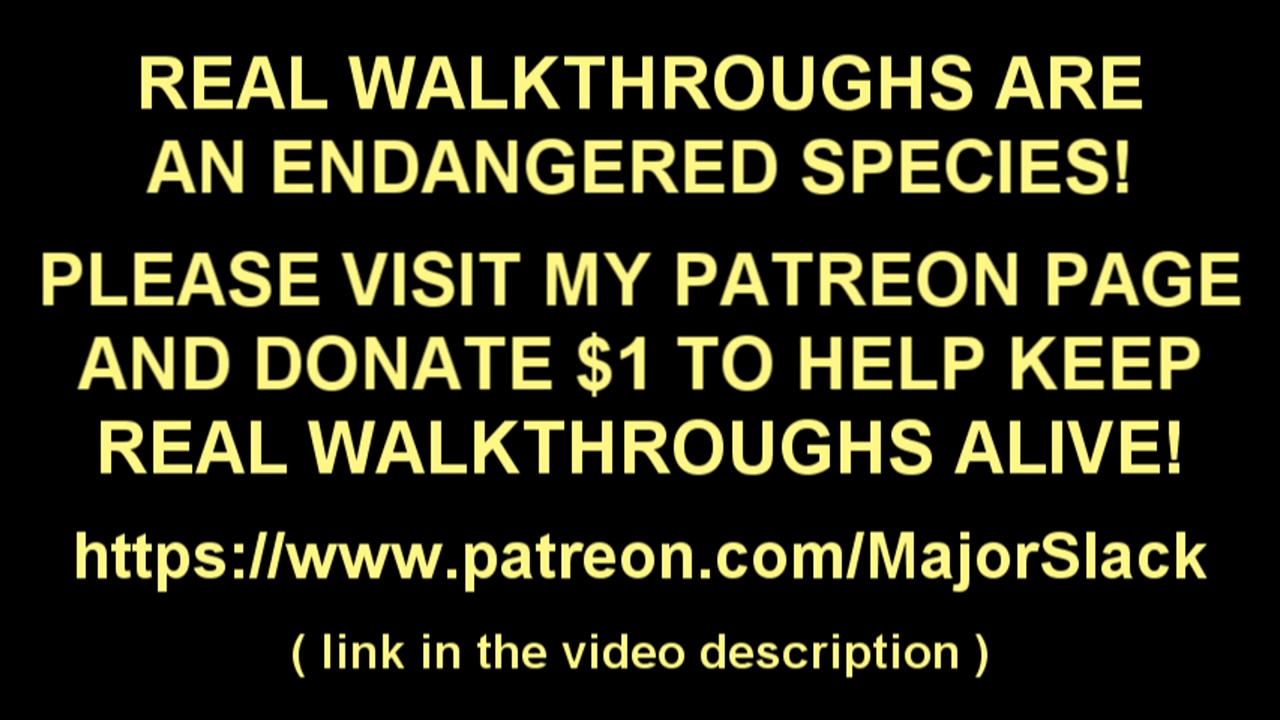 REAL WALKTHROUGHS ARE
AN ENDANGERED SPECIES!
PLEASE VISIT MY PATREON PAGE
AND DONATE $1 TO HELP KEEP
REAL WALKTHROUGHS ALIVE!
https://www.patreon.com/MajorSlack
( link in the video description )